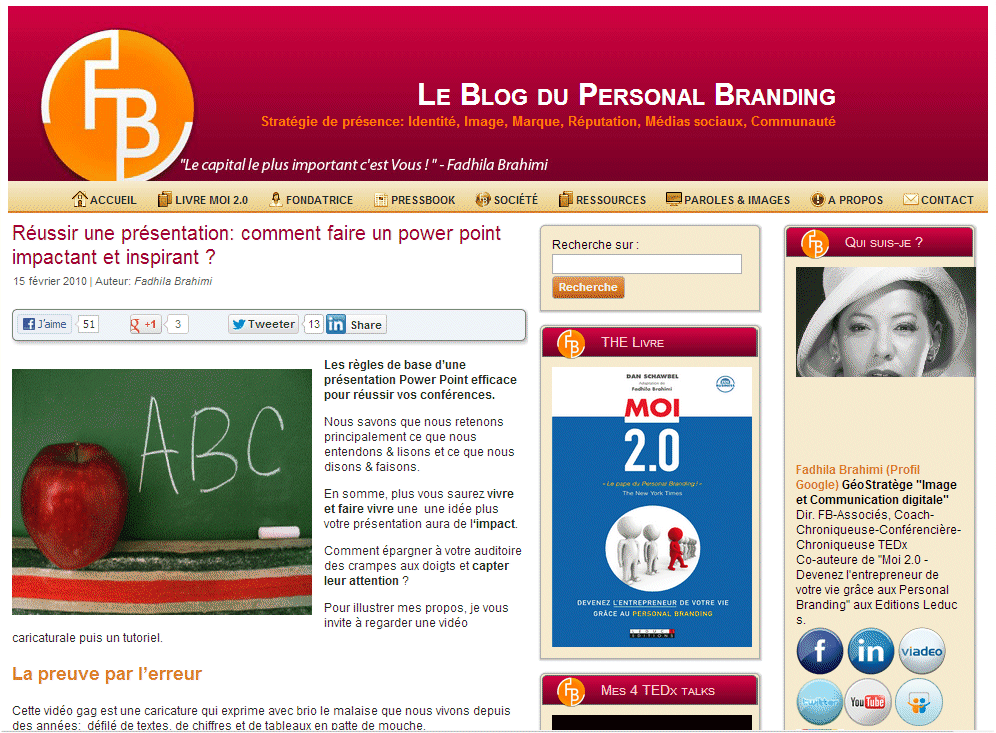 FB
LE BLOG DU PERSONAL BRANDING
Stratégie de présence: Identité, Image, Marque, Réputation, Médias sociaux, Communauté
"Le capital le plus important c'est Vous ! " - Fadhila Brahimi
ACCUEIL LIVRE MOI 2.0 FONDATRICE PRESSBOOK SOCIÉTÉ RESSOURCES PAROLES & IMAGES A PROPOS CONTACT
Réussir une présentation: comment faire un power point
impactant et inspirant ?
15 février 2010 | Auteur: Fadhila Brahimi
J'aime 51 +1 3 Tweeter 13 Share
ABC
Les règles de base d'une
présentation Power Point efficace
pour réussir vos conférences.
Nous savons que nous retenons
principalement ce que nous
entendons & lisons et ce que nous
disons & faisons.
En somme, plus vous saurez vivre
et faire vivre une  une idée plus
votre présentation aura de l'impact.
Comment épargner à votre auditoire
des crampes aux doigts et capter
leur attention ?
Pour illustrer mes propos, je vous
invite à regarder une vidéo
caricaturale puis un tutoriel.
La preuve par l'erreur
Cette vidéo gag est une caricature qui exprime avec brio le malaise que nous vivons depuis
des années:  défilé de textes, de chiffres et de tableaux en patte de mouche.
Recherche sur :
Recherche
FB THE LIVRE
DAN SCHAWBEL
Adaptation de
Fadhila Brahimi
MOI
2.0
« Le pape du Personal Branding ! »
The New York Times
DEVENEZ L'ENTREPRENEUR DE VOTRE VIE
GRÂCE AU PERSONAL BRANDING
LEDUC.S
EDITIONS
FB MES 4 TEDX TALKS
FB QUI SUIS-JE ?
Fadhila Brahimi (Profil
Google) GéoStratège "Image
et Communication digitale"
Dir. FB-Associés, Coach-
Chroniqueuse-Conférencière-
Chroniqueuse TEDx
Co-auteure de "Moi 2.0 -
Devenez l'entrepreneur de
votre vie grâce aux Personal
Branding" aux Editions Leduc
s.
f in viadeo
twitter YouTube